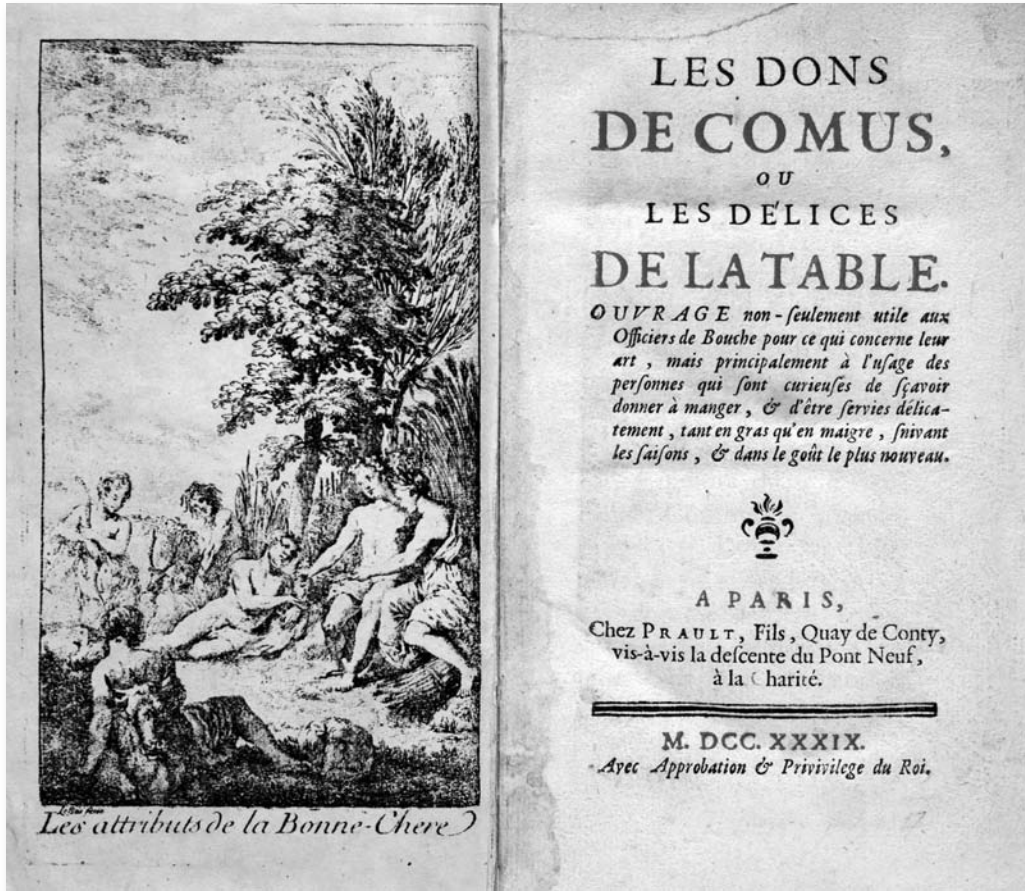 Les attributs de la Bonne-Chere
LES DONS
DE COMUS,
OU
LES DÉLICES
DE LA TABLE.
OUVRAGE non-ſeulement utile aux
Officiers de Bouche pour ce qui concerne leur
art, mais principalement à l'uſage des
perſonnes qui ſont curieuſes de ſçavoir
donner à manger, & d'être ſervies délica-
tement, tant en gras qu'en maigre, ſuivant
les ſaiſons, & dans le goût le plus nouveau.
A PARIS,
Chez PRAULT, Fils, Quay de Conty,
vis-à-vis la deſcente du Pont Neuf,
à la Charité.
M. DCC. XXXIX.
Avec Approbation & Privivilege du Roi.